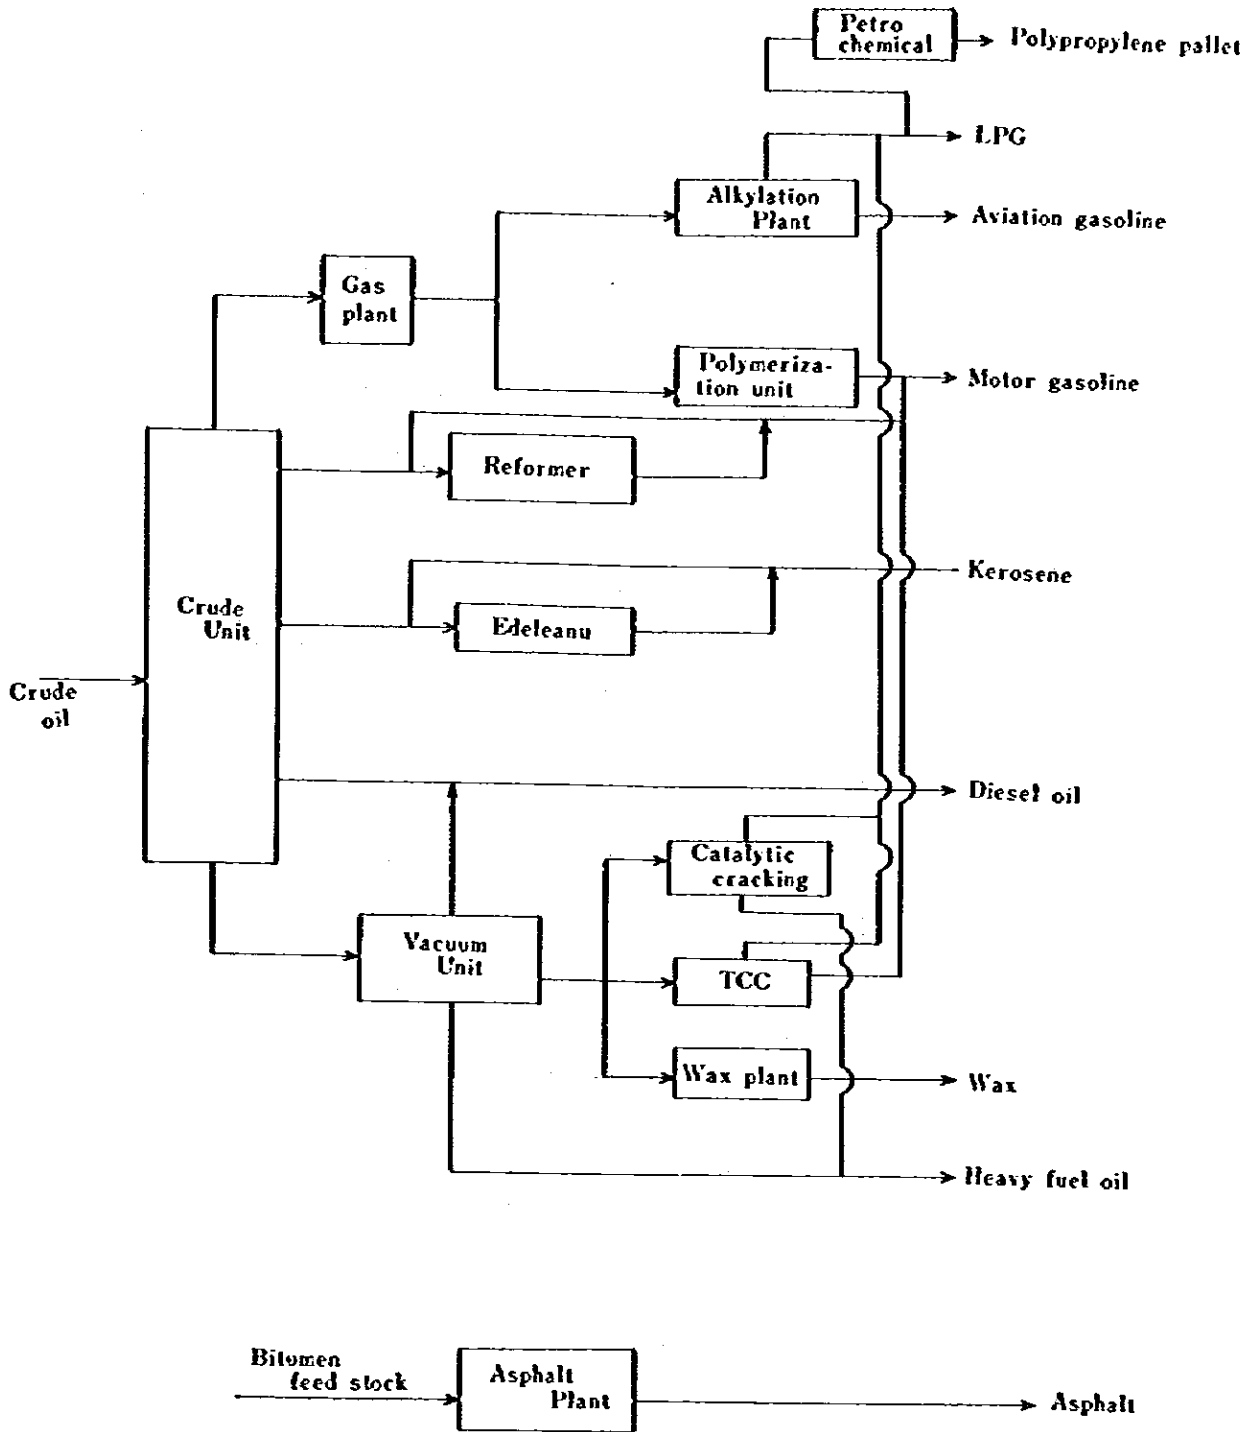 Petro
chemical
Polypropylene pallet
LPG
Alkylation
Plant
Aviation gasoline
Gas
plant
Polymeriza-
tion unit
Motor gasoline
Reformer
Kerosene
Crude
Unit
Edeleanu
Crude
oil
Diesel oil
Catalytic
cracking
Vacuum
Unit
TCC
Wax plant
Wax
Heavy fuel oil
Bitumen
feed stock
Asphalt
Plant
Asphalt